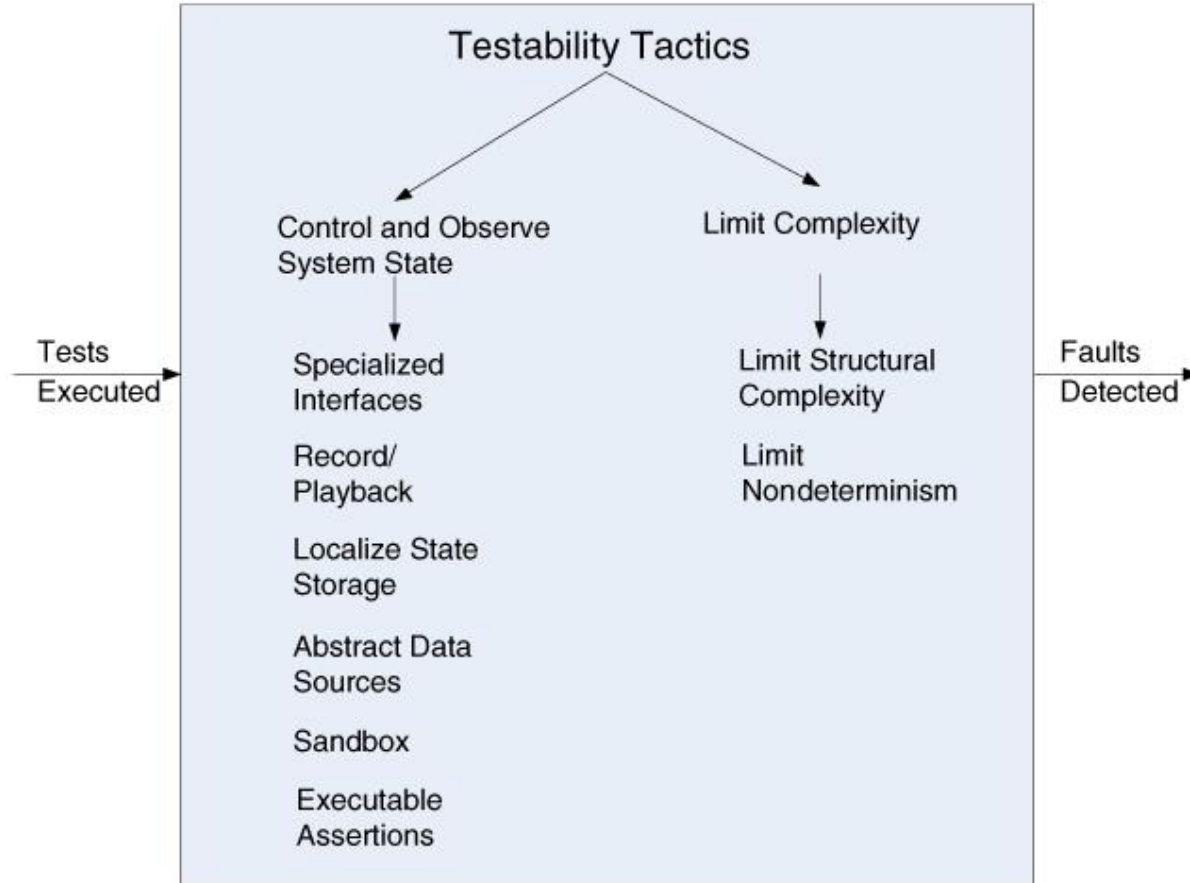 Testability Tactics
Control and Observe
System State
Limit Complexity
Tests
Executed
Specialized
Interfaces
Record/
Playback
Localize State
Storage
Abstract Data
Sources
Sandbox
Executable
Assertions
Limit Structural
Complexity
Limit
Nondeterminism
Faults
Detected